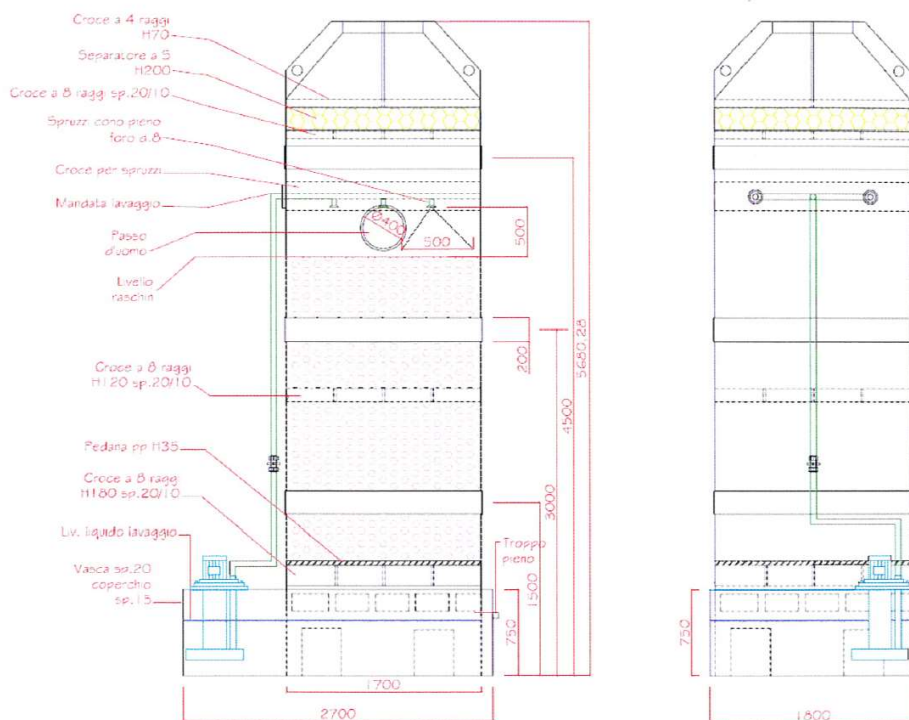 Croce a 4 raggi
H70
Separatore a S
H200
Croce a 8 raggi sp.20/10
Spruzzi cono pieno
foro ø.8
Croce per spruzzi
Mandata lavaggio
Passo
d'uomo
Livello
raschin
Croce a 8 raggi
H120 sp.20/10
Pedana pp H35
Croce a 8 raggi
H180 sp.20/10
Liv. liquido lavaggio
Vasca sp.20
coperchio
sp.15
Ø400
500
500
200
5680.28
4500
3000
1500
Troppo
pieno
750
1700
2700
750
1800